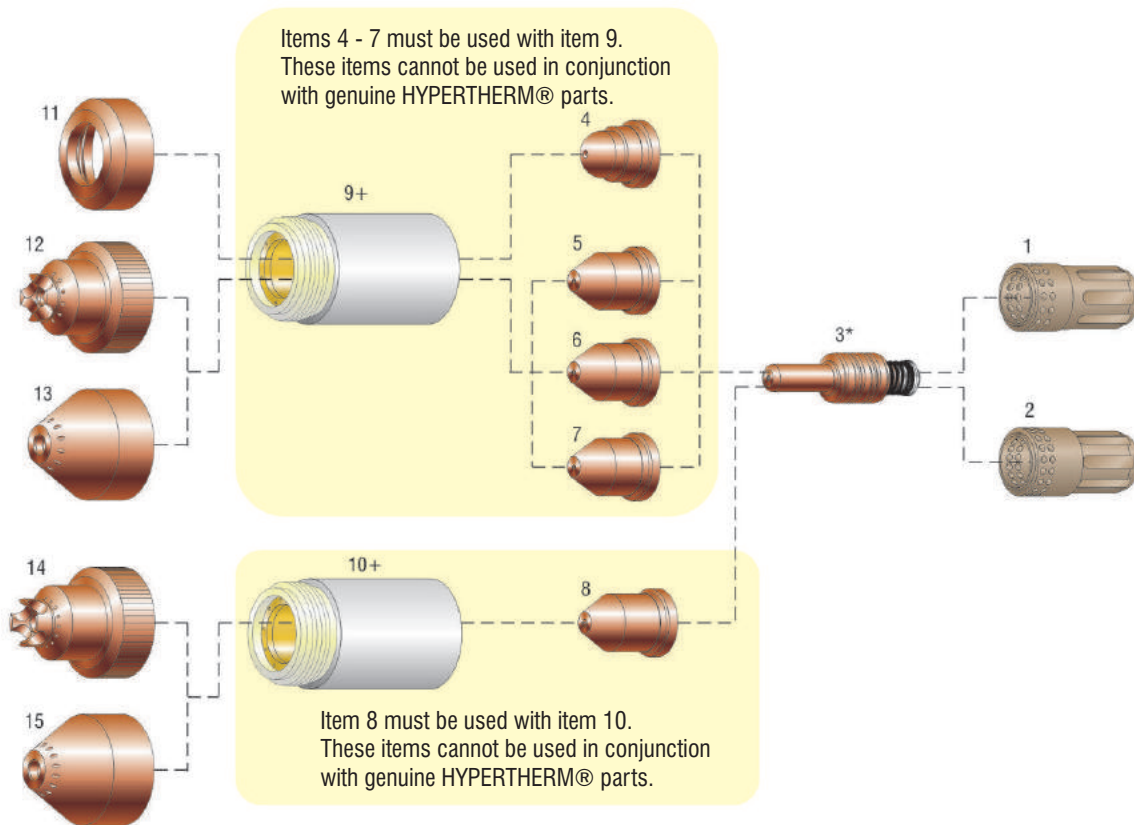 Items 4 - 7 must be used with item 9.
These items cannot be used in conjunction
with genuine HYPERTHERM® parts.
11
4
9+
12
5
1
6
3*
13
7
2
14
10+
8
15
Item 8 must be used with item 10.
These items cannot be used in conjunction
with genuine HYPERTHERM® parts.